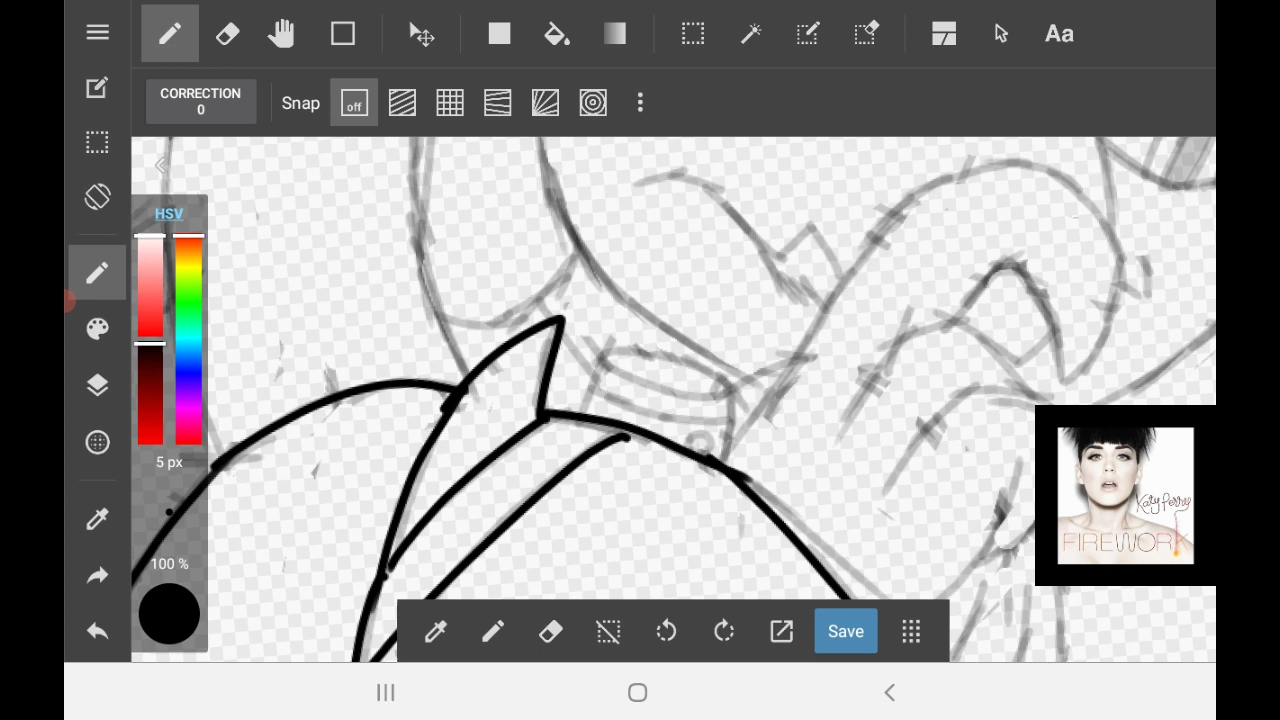 Aa
CORRECTION
0
Snap
off
HSV
5 px
100 %
Katy Perry
FIREWORK
Save